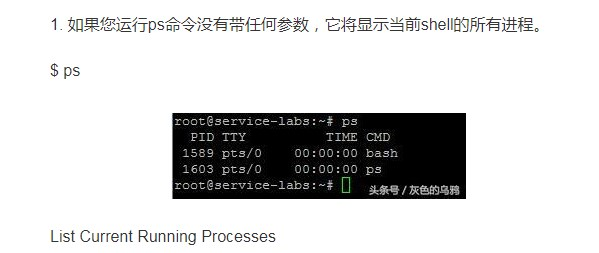 1. 如果您运行ps命令没有带任何参数，它将显示当前shell的所有进程。
$ ps
root@service-labs:~# ps
PID TTY TIME CMD
1589 pts/0 00:00:00 bash
1603 pts/0 00:00:00 ps
root@service-labs:~#
头条号 / 灰色的乌鸦
List Current Running Processes